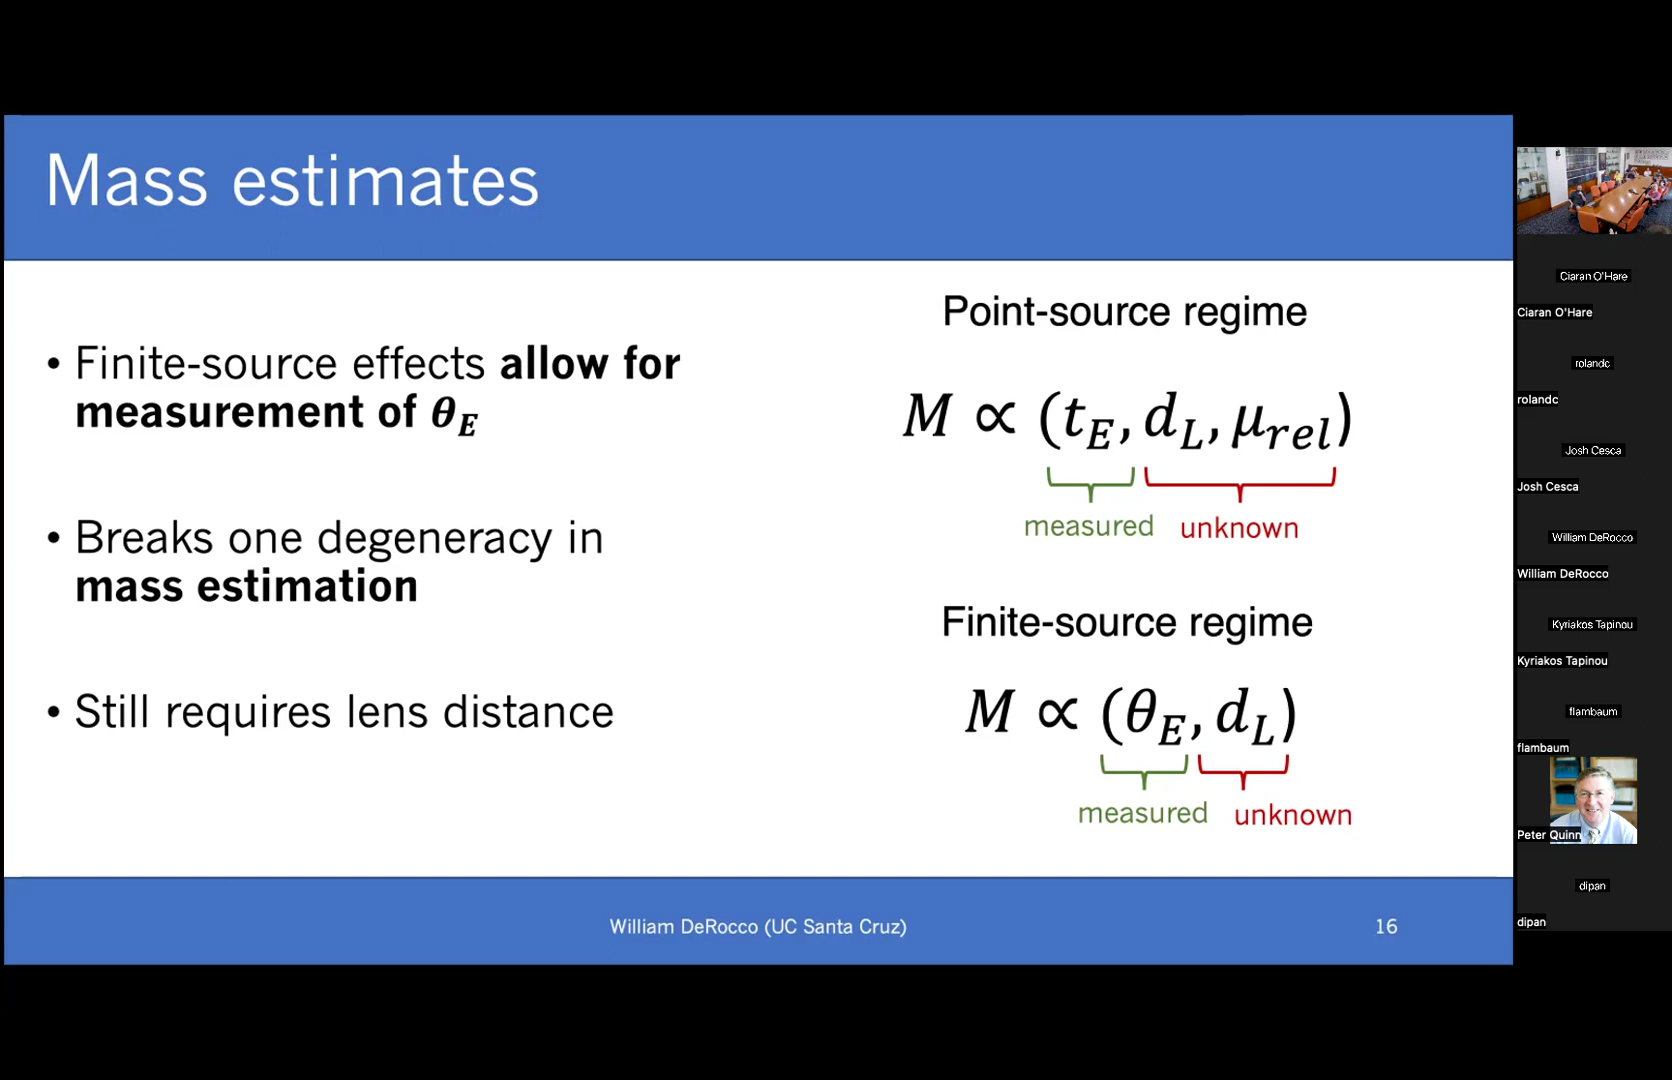 Mass estimates
• Finite-source effects allow for
measurement of θ_E
• Breaks one degeneracy in
mass estimation
• Still requires lens distance
Point-source regime
M ∝ (t_E, d_L, μ_rel)
measured unknown
Finite-source regime
M ∝ (θ_E, d_L)
measured unknown
William DeRocco (UC Santa Cruz)
16
Ciaran O'Hare
Ciaran O'Hare
rolandc
rolandc
Josh Cesca
Josh Cesca
William DeRocco
William DeRocco
Kyriakos Tapinou
Kyriakos Tapinou
flambaum
flambaum
Peter Quinn
dipan
dipan